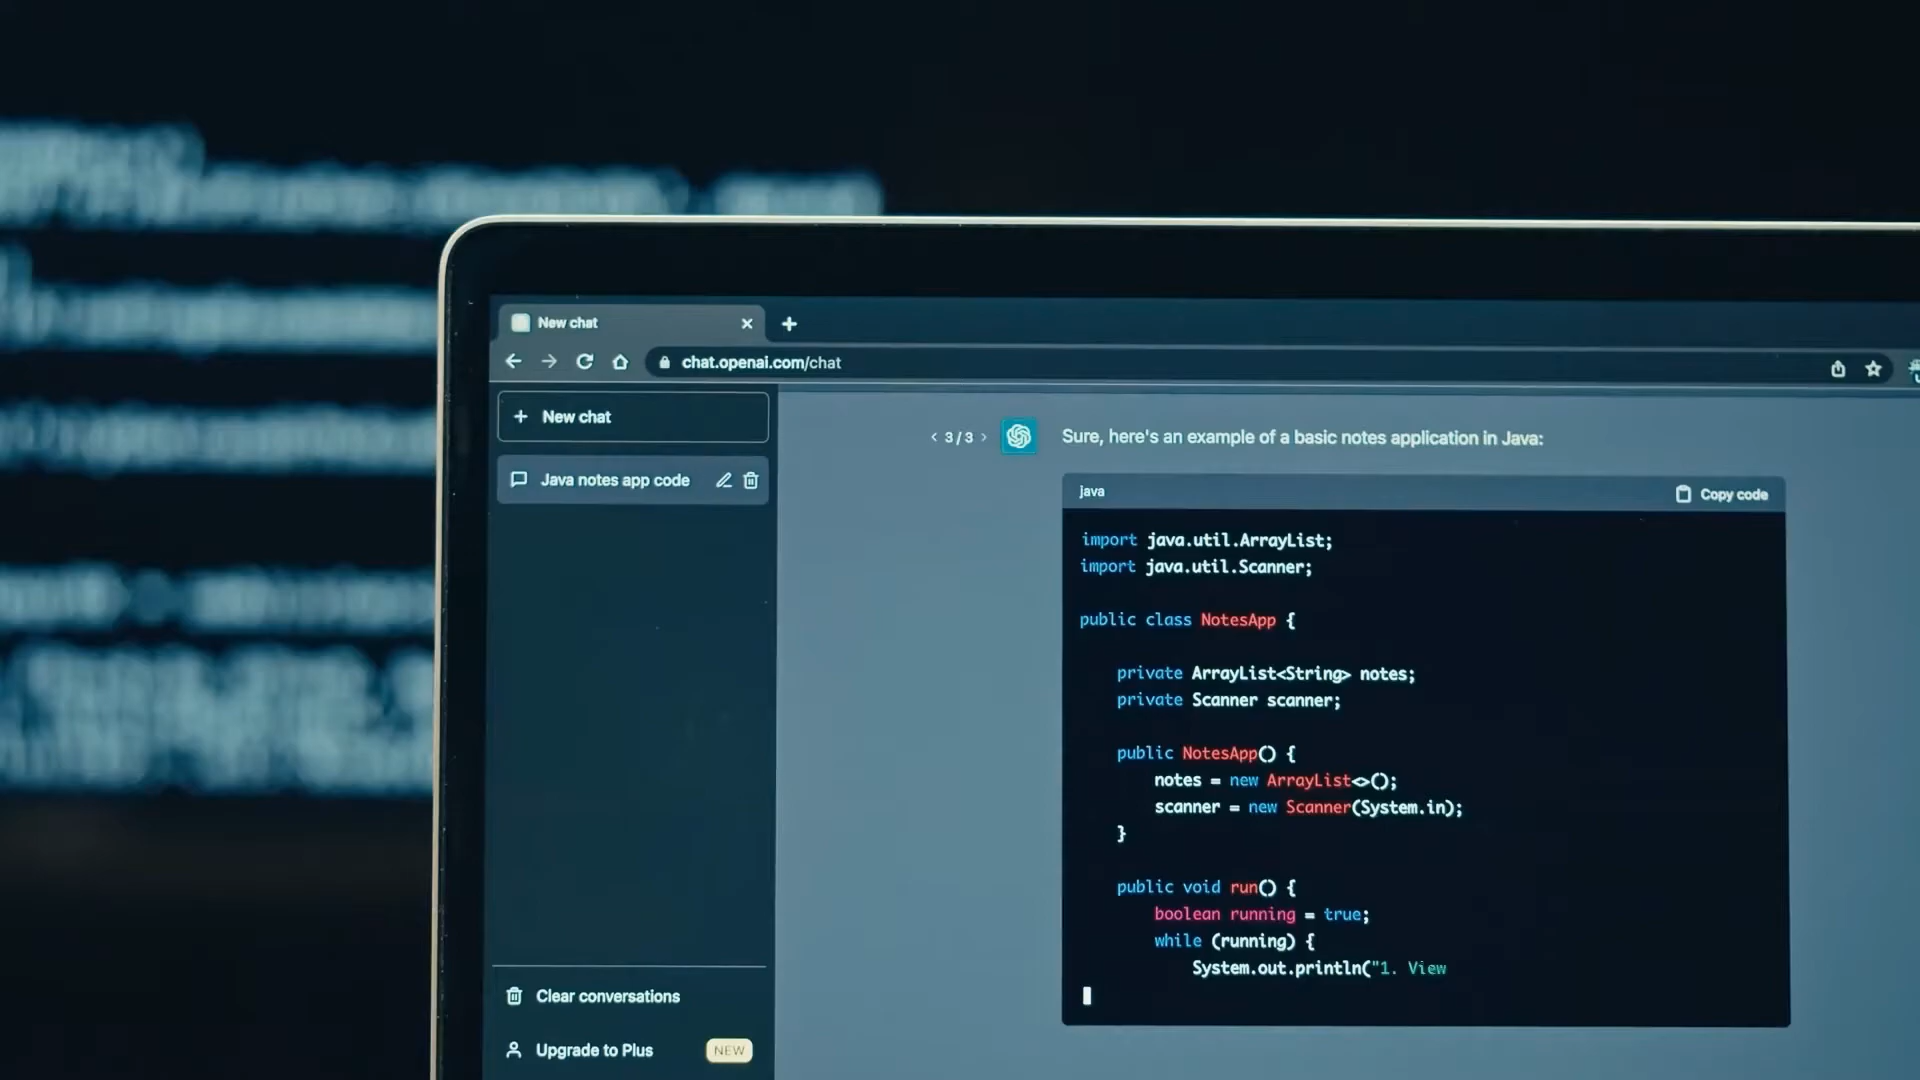 New chat
chat.openai.com/chat
New chat
Java notes app code
Clear conversations
Upgrade to Plus NEW
< 3/3 >
Sure, here's an example of a basic notes application in Java:
java Copy code
import java.util.ArrayList;
import java.util.Scanner;
public class NotesApp {
private ArrayList<String> notes;
private Scanner scanner;
public NotesApp() {
notes = new ArrayList<>();
scanner = new Scanner(System.in);
}
public void run() {
boolean running = true;
while (running) {
System.out.println("1. View